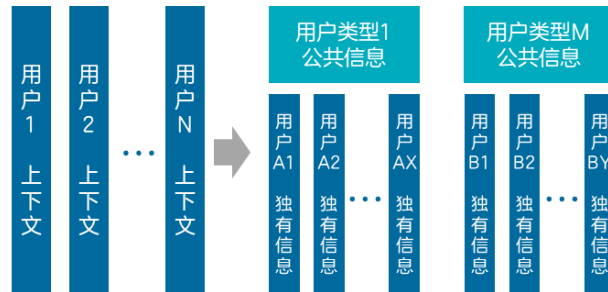 用户1 上下文
用户2 上下文
...
用户N 上下文
用户类型1
公共信息
用户A1 独有信息
用户A2 独有信息
...
用户AX 独有信息
用户类型M
公共信息
用户B1 独有信息
用户B2 独有信息
...
用户BY 独有信息